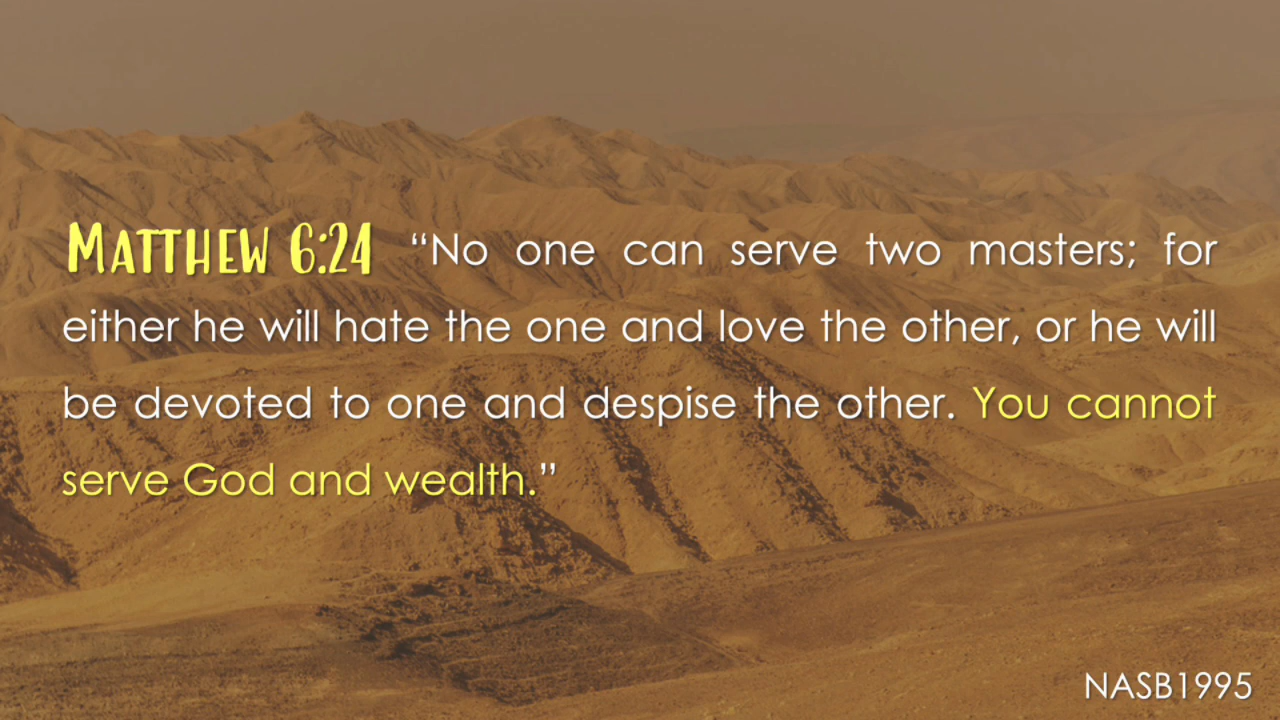 MATTHEW 6:24 “No one can serve two masters; for
either he will hate the one and love the other, or he will
be devoted to one and despise the other. You cannot
serve God and wealth.”
NASB1995